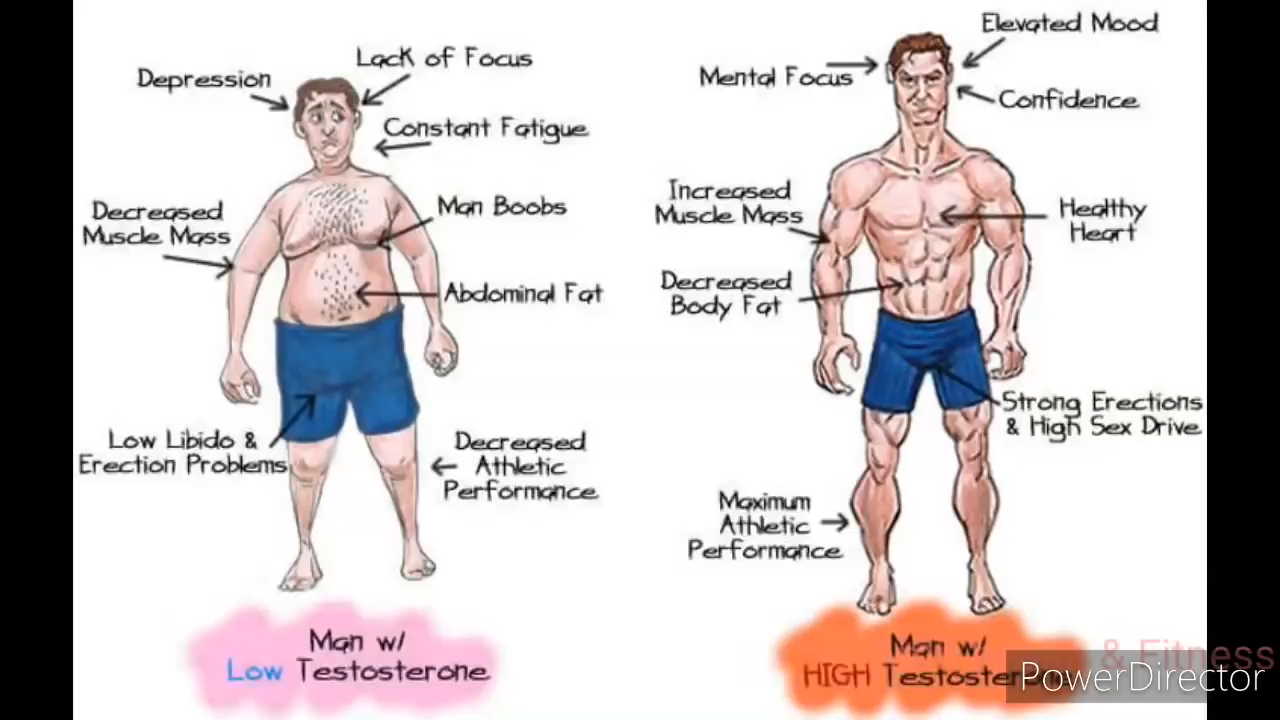 Depression
Lack of Focus
Constant Fatigue
Decreased
Muscle Mass
Man Boobs
Abdominal Fat
Low Libido &
Erection Problems
Decreased
Athletic
Performance
Man w/
Low Testosterone
Elevated Mood
Mental Focus
Confidence
Increased
Muscle Mass
Healthy
Heart
Decreased
Body Fat
Strong Erections
& High Sex Drive
Maximum
Athletic
Performance
Man w/
HIGH Testosterone
& Fitness
PowerDirector